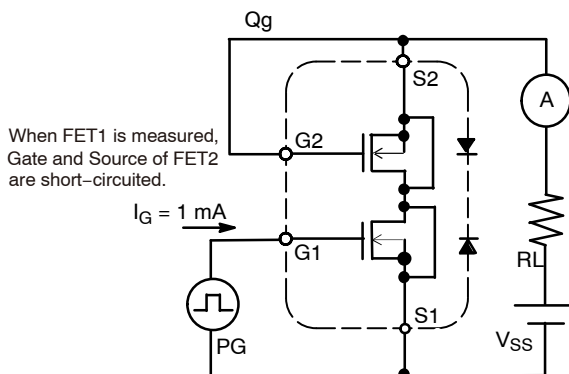 Qg
S2
A
When FET1 is measured,
Gate and Source of FET2
are short−circuited.
G2
IG = 1 mA
G1
RL
S1
PG
VSS